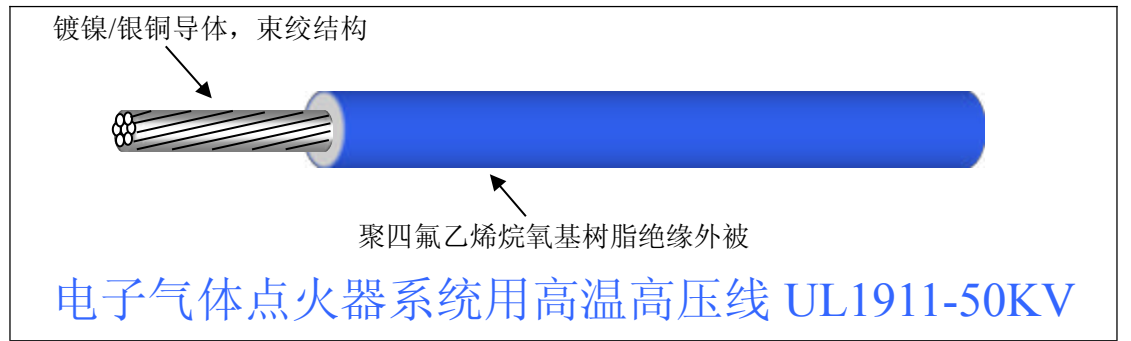 镀镍/银铜导体，束绞结构
聚四氟乙烯烷氧基树脂绝缘外被
电子气体点火器系统用高温高压线 UL1911-50KV